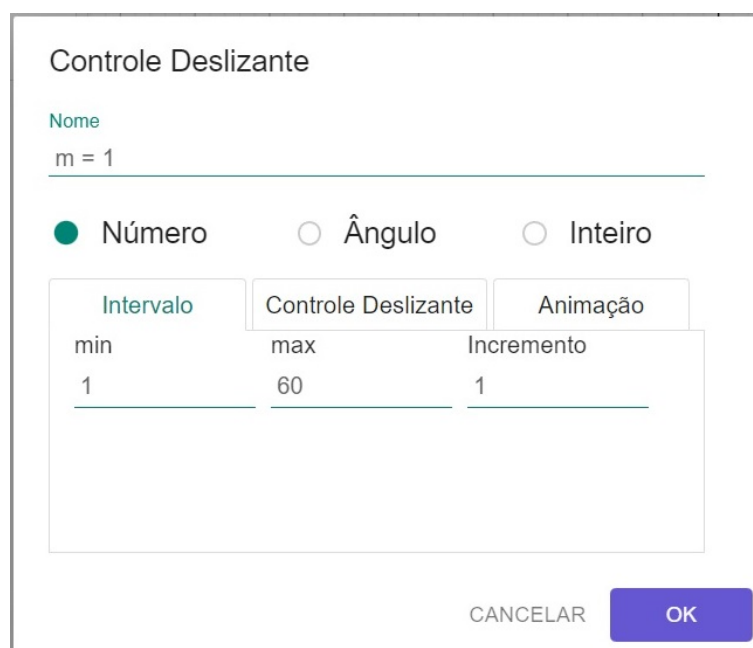 Controle Deslizante
Nome
m = 1
Número Ângulo Inteiro
Intervalo Controle Deslizante Animação
min max Incremento
1 60 1
CANCELAR OK